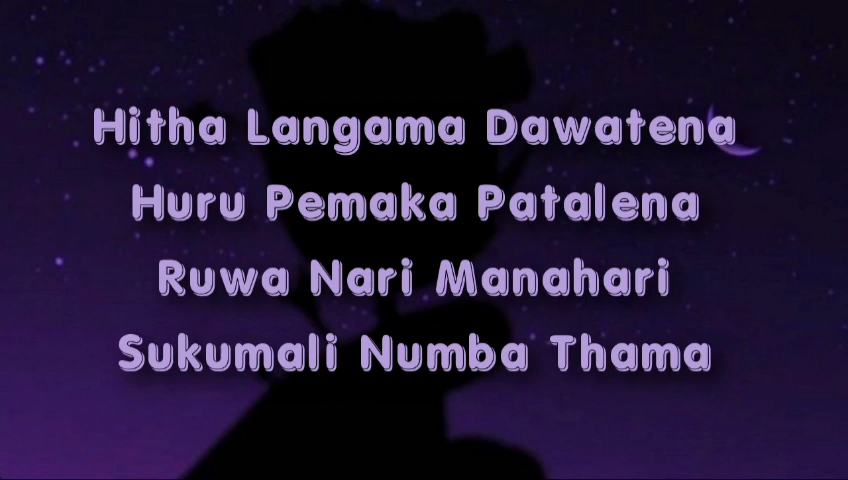 Hitha Langama Dawatena
Huru Pemaka Patalena
Ruwa Nari Manahari
Sukumali Numba Thama